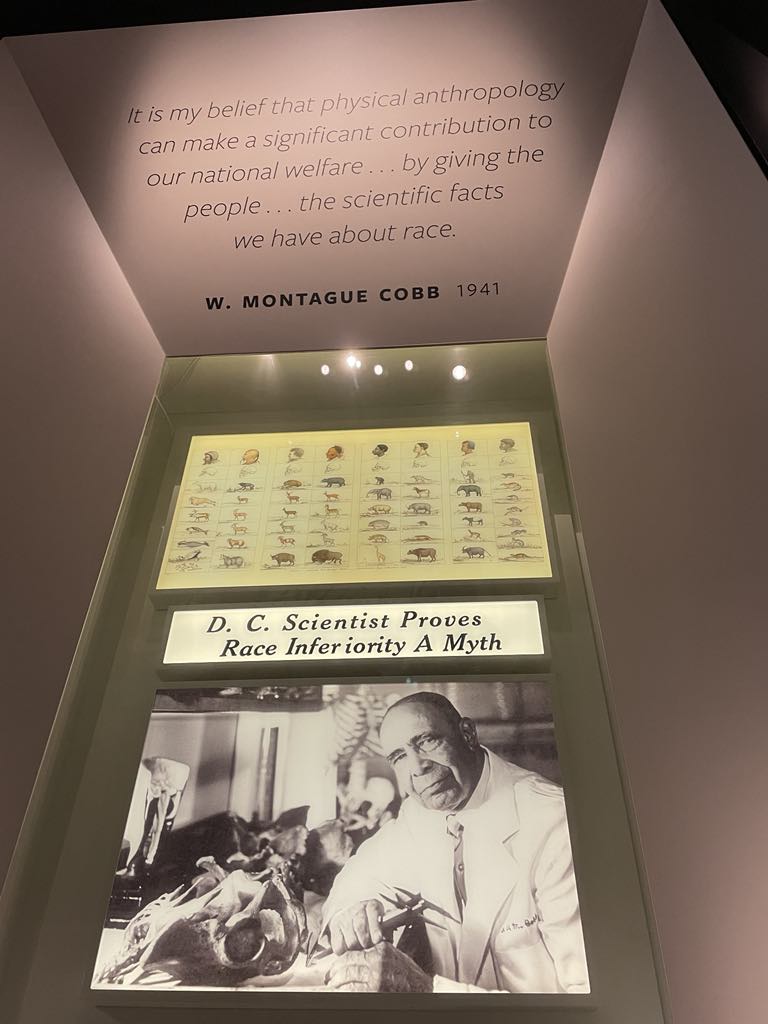 It is my belief that physical anthropology
can make a significant contribution to
our national welfare . . . by giving the
people . . . the scientific facts
we have about race.
W. MONTAGUE COBB 1941
D. C. Scientist Proves
Race Inferiority A Myth